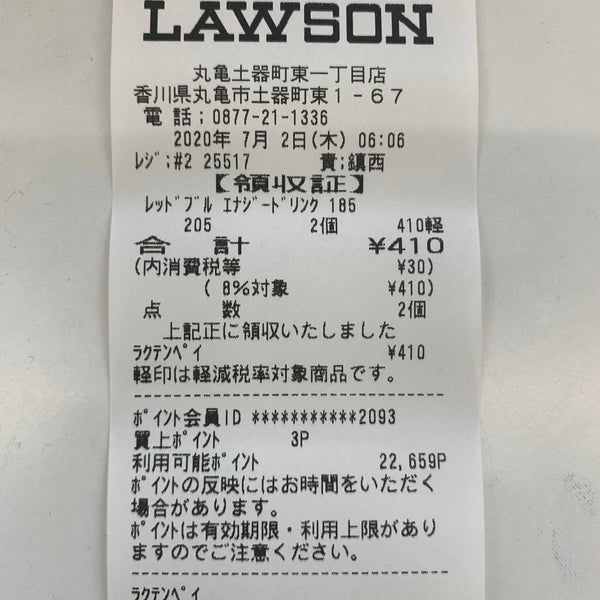 LAWSON
丸亀土器町東一丁目店
香川県丸亀市土器町東1-67
電話:0877-21-1336
2020年 7月 2日(木) 06:06
ﾚｼﾞ:#2 25517 責:鎮西
【領収証】
ﾚｯﾄﾞﾌﾞﾙ ｴﾅｼﾞｰﾄﾞﾘﾝｸ 185
205 2個 410軽
合 計 ¥410
(内消費税等 ¥30)
( 8%対象 ¥410)
点 数 2個
上記正に領収いたしました
ﾗｸﾃﾝﾍﾟｲ ¥410
軽印は軽減税率対象商品です。
ﾎﾟｲﾝﾄ会員ID ***********2093
買上ﾎﾟｲﾝﾄ 3P
利用可能ﾎﾟｲﾝﾄ 22,659P
ﾎﾟｲﾝﾄの反映にはお時間をいただく
場合があります。
ﾎﾟｲﾝﾄは有効期限・利用上限があり
ますのでご注意ください。
ﾗｸﾃﾝﾍﾟｲ